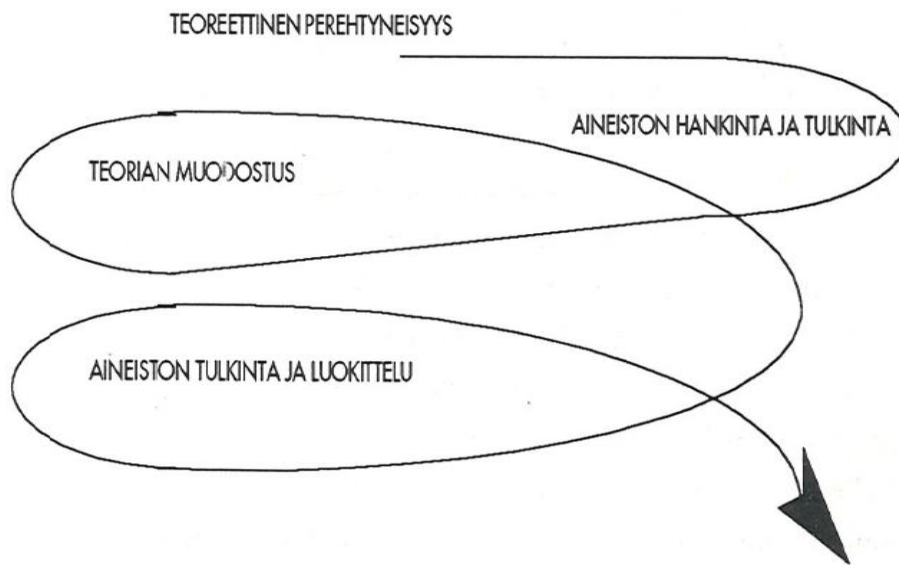 TEOREETTINEN PEREHTYNEISYYS
AINEISTON HANKINTA JA TULKINTA
TEORIAN MUODOSTUS
AINEISTON TULKINTA JA LUOKITTELU